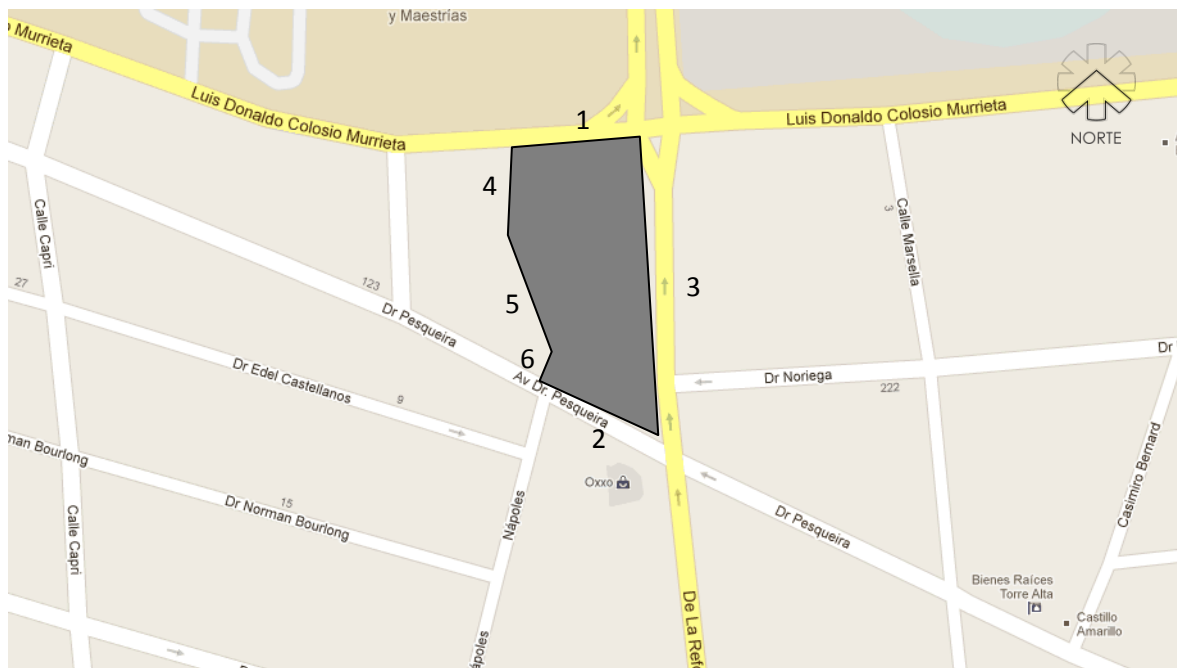 y Maestrías
Murrieta
Luis Donaldo Colosio Murrieta
1
Luis Donaldo Colosio Murrieta
NORTE
4
Calle Capri
3
Calle Marsella
27
123
Dr Pesqueira
5
3
Dr
Dr Edel Castellanos
9
6
Av Dr. Pesqueira
Dr Noriega
222
2
man Bourlong
Oxxo
15
Dr Norman Bourlong
Nápoles
Calle Capri
Dr Pesqueira
Casimiro Bernard
Bienes Raíces
Torre Alta
Castillo
Amarillo
De La Refo
ápoles